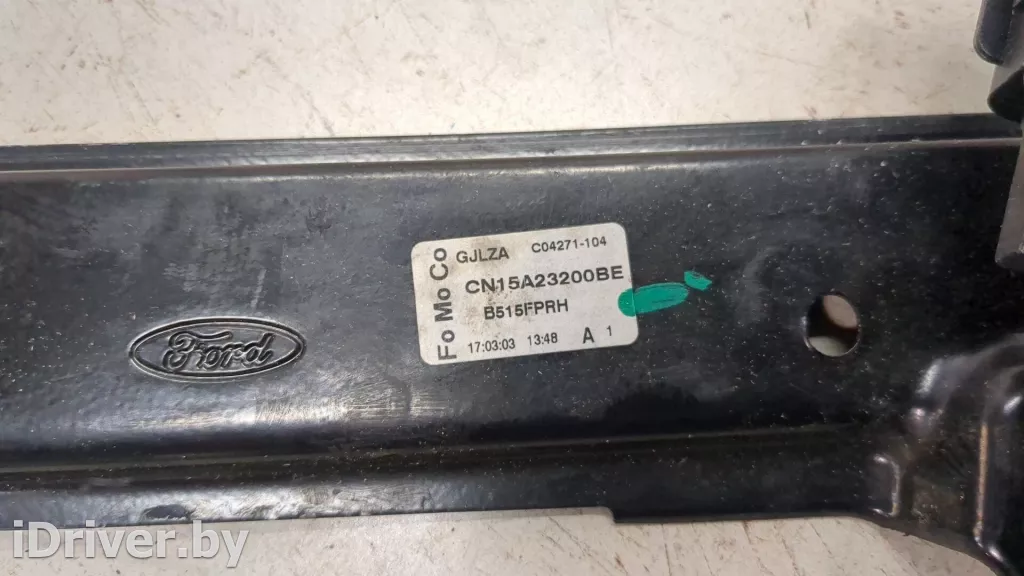 Ford
Fo Mo Co
GJLZA C04271-104
CN15A23200BE
B515FPRH
17:03:03 13:48 A 1
iDriver.by